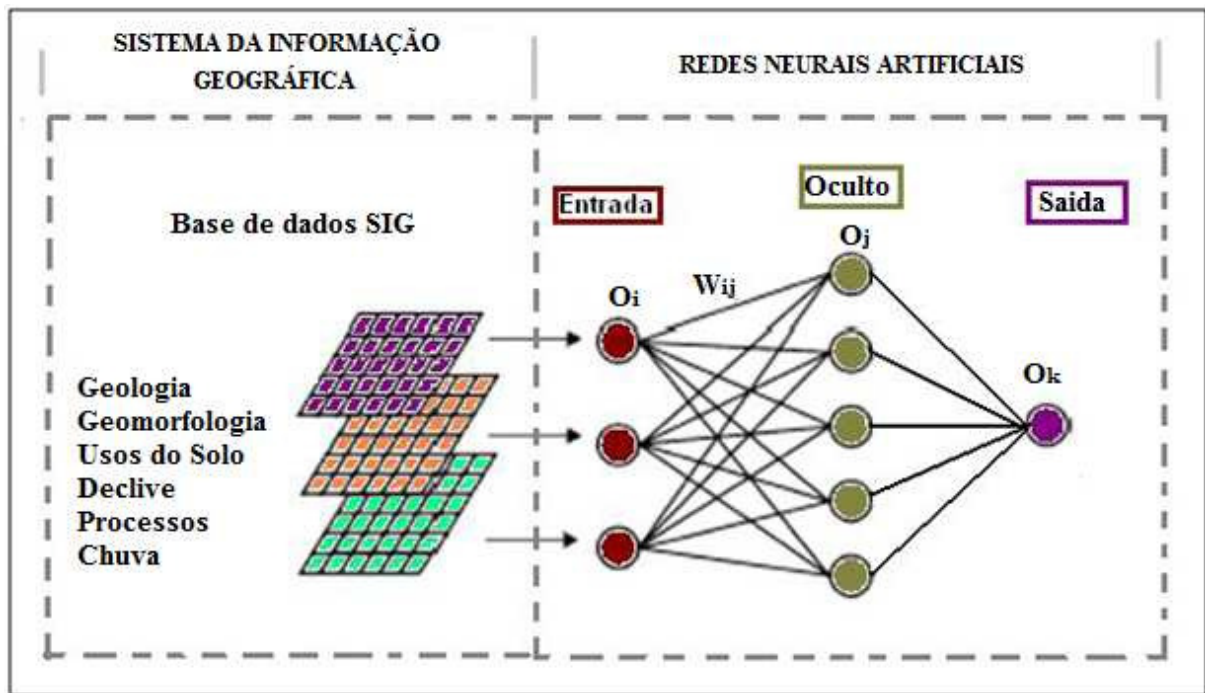 SISTEMA DA INFORMAÇÃO
GEOGRÁFICA
REDES NEURAIS ARTIFICIAIS
Base de dados SIG
Geologia
Geomorfologia
Usos do Solo
Declive
Processos
Chuva
Entrada
Oculto
Saida
Oi
Wij
Oj
Ok